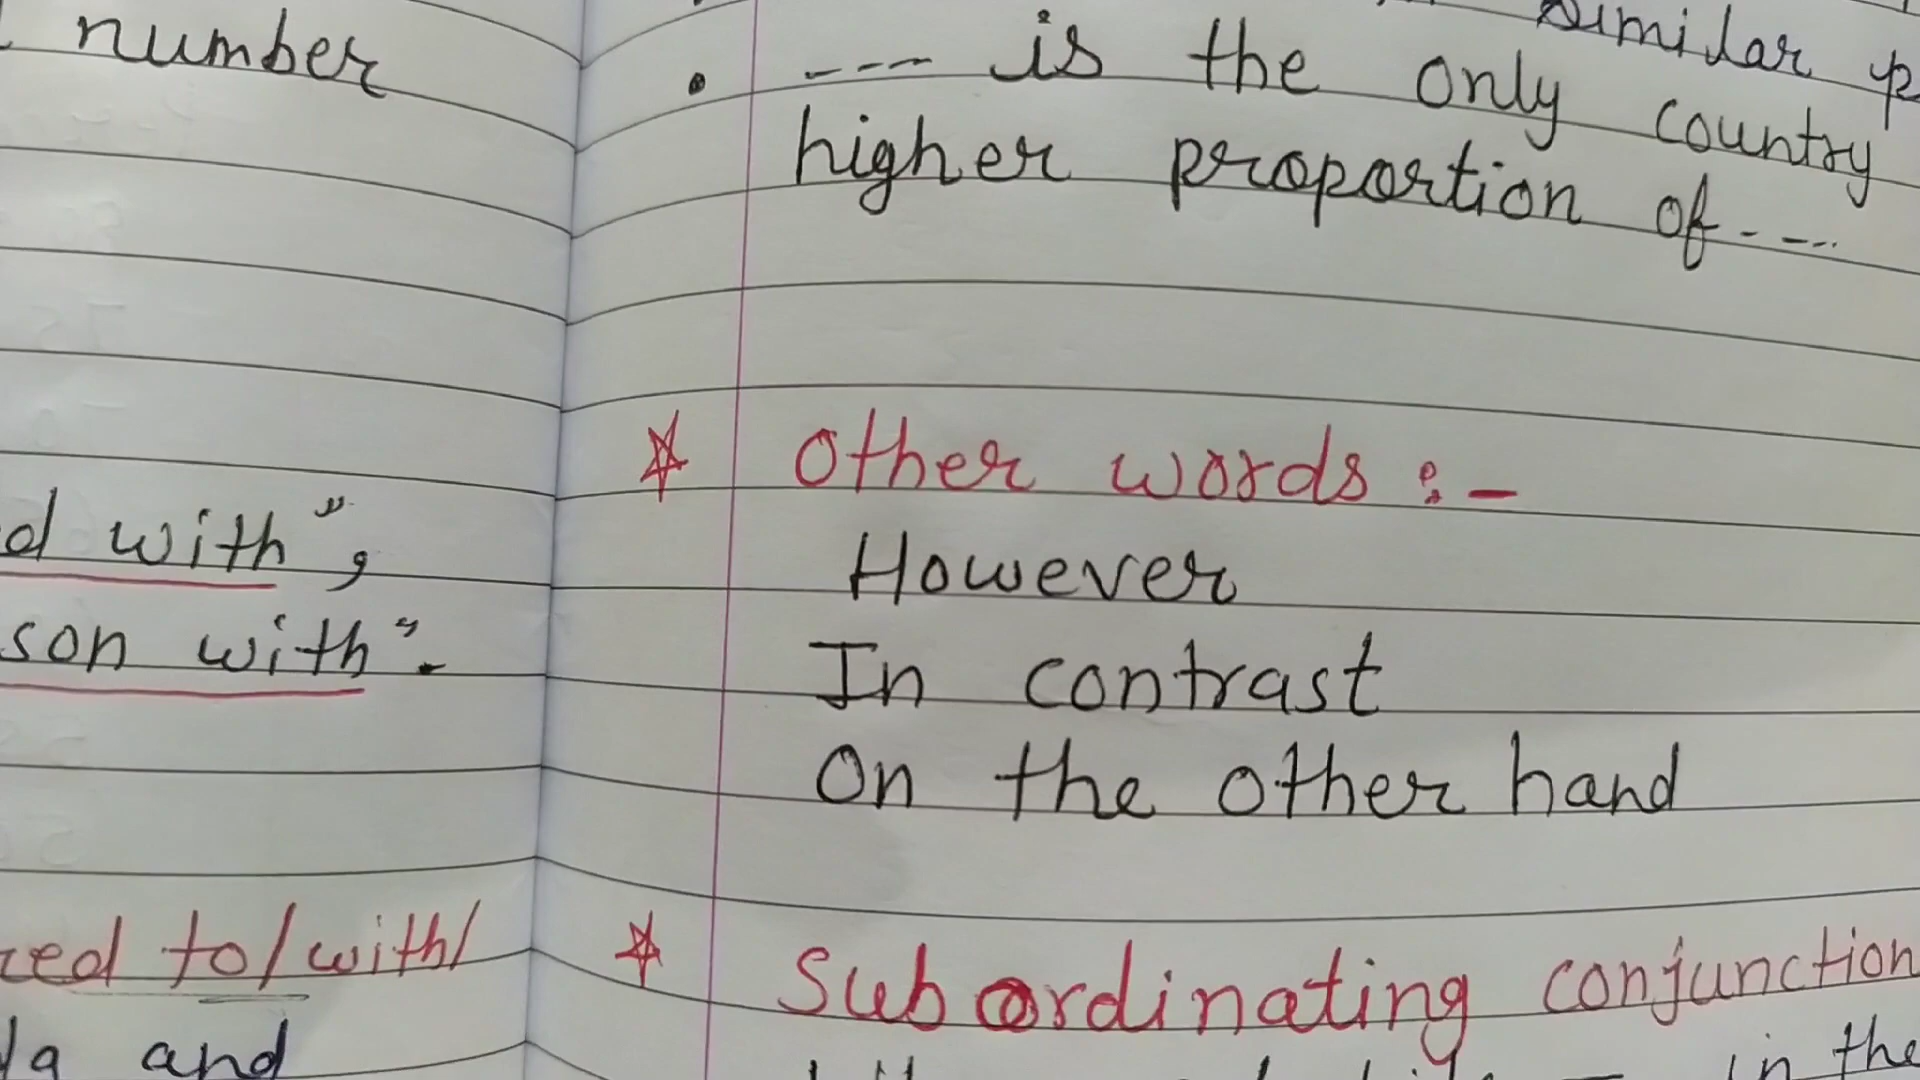 number
d with",
son with".
red to/with/
and
similar
• --- is the only country
higher proportion of ----
☆ Other words :-
However
In contrast
On the other hand
☆ Subordinating conjunction
in the